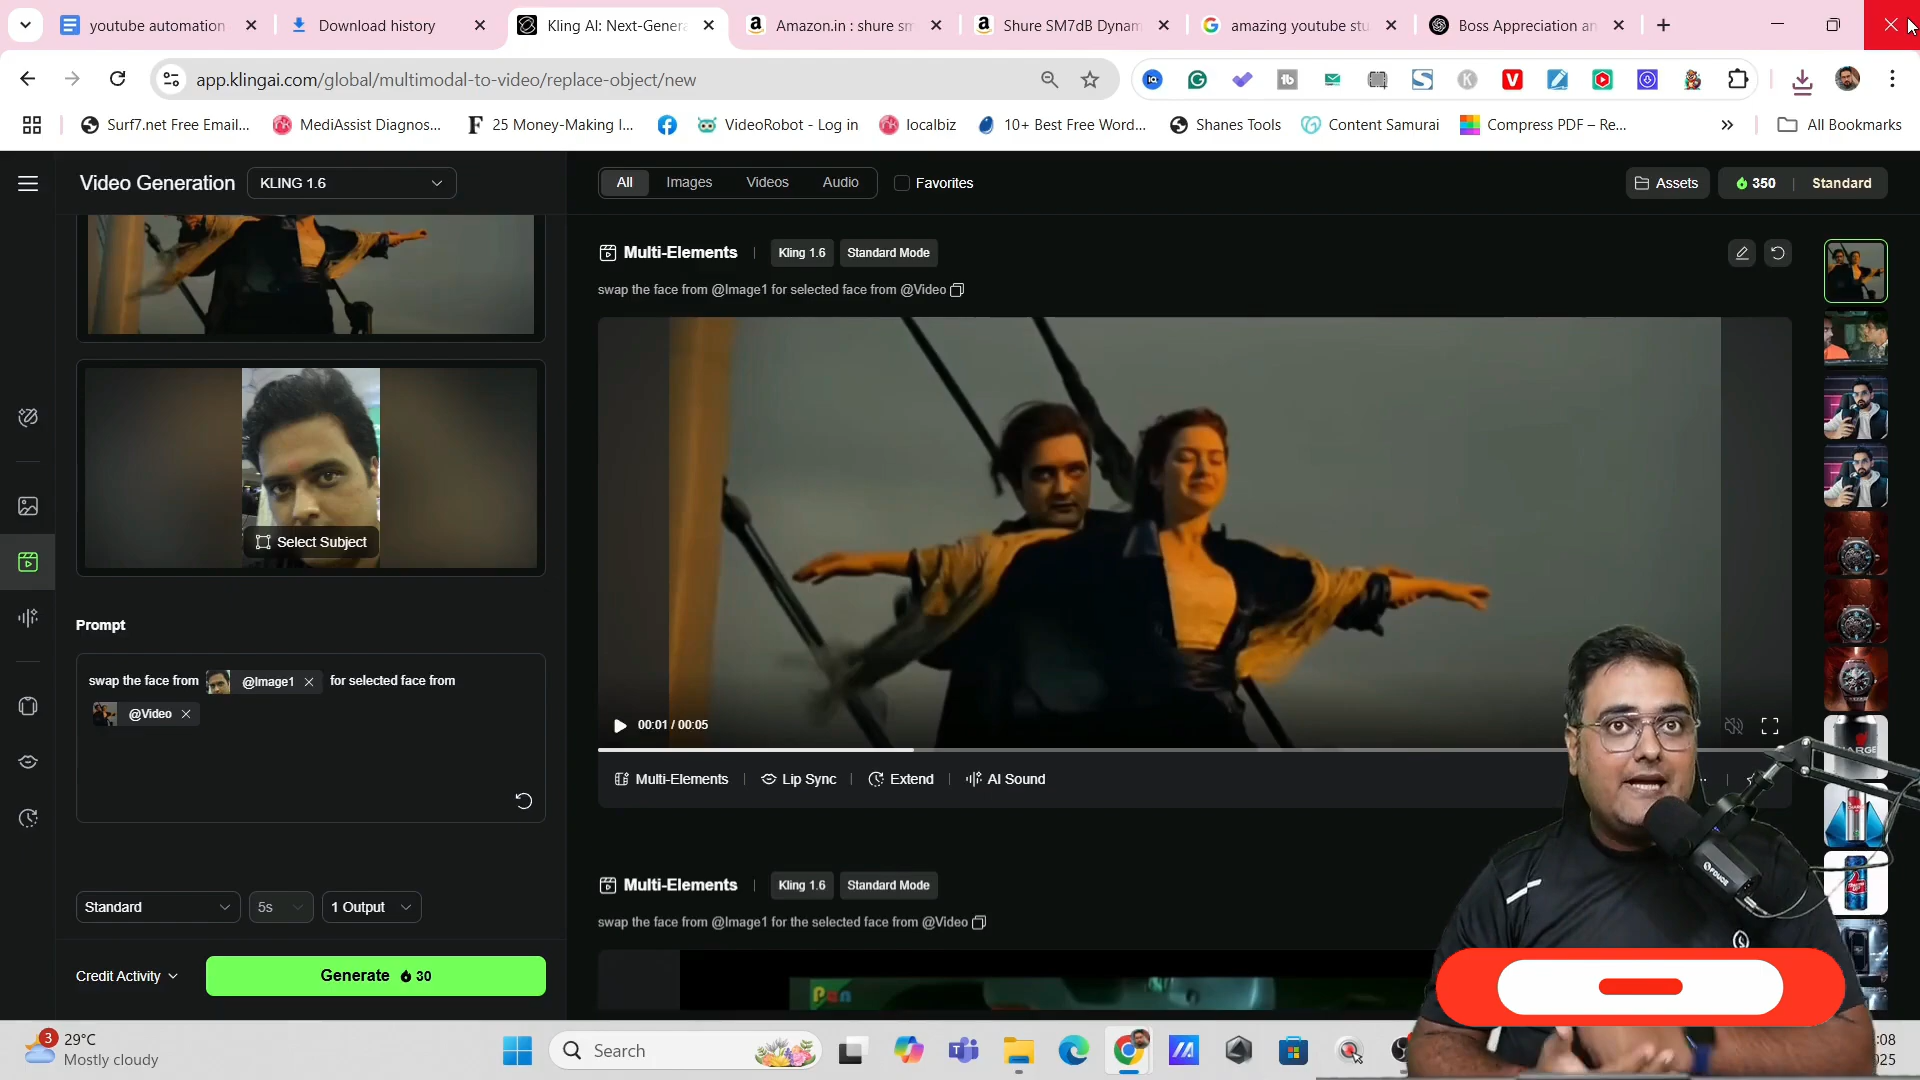 youtube automation
Download history
Kling AI: Next-Genera
Amazon.in : shure sm
Shure SM7dB Dynam
amazing youtube stu
Boss Appreciation an
app.klingai.com/global/multimodal-to-video/replace-object/new
Surf7.net Free Email...
MediAssist Diagnos...
25 Money-Making I...
VideoRobot - Log in
localbiz
10+ Best Free Word...
Shanes Tools
Content Samurai
Compress PDF – Re...
All Bookmarks
Video Generation
KLING 1.6
All
Images
Videos
Audio
Favorites
Assets
350
Standard
Multi-Elements
Kling 1.6
Standard Mode
swap the face from @Image1 for selected face from @Video
Select Subject
Prompt
swap the face from @Image1 for selected face from
@Video
00:01 / 00:05
Multi-Elements
Lip Sync
Extend
AI Sound
Multi-Elements
Kling 1.6
Standard Mode
swap the face from @Image1 for the selected face from @Video
Standard
5s
1 Output
Credit Activity
Generate 30
Pan
FDUCE
3
29°C
Mostly cloudy
Search
:08
025